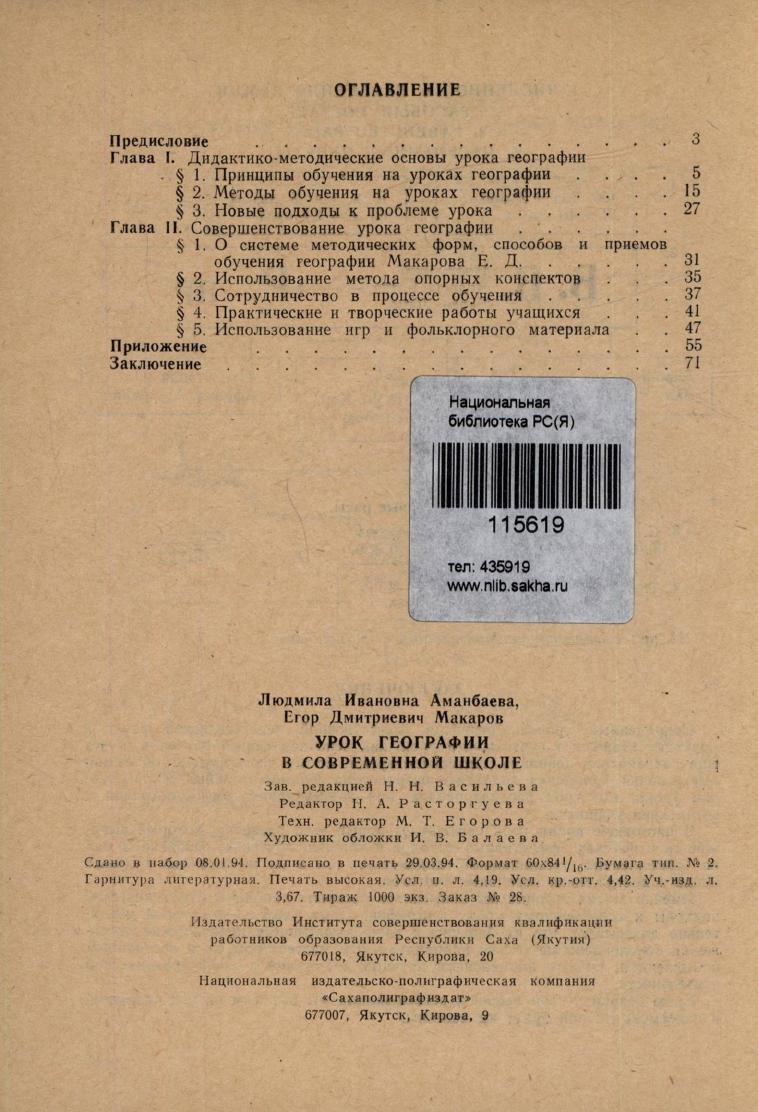 ОГЛАВЛЕНИЕ
Предисловие . . . . . . . . . . . . . . . 3
Глава I. Дидактико-методические основы урока географии
§ 1. Принципы обучения на уроках географии . . . . 5
§ 2. Методы обучения на уроках географии . . . . 15
§ 3. Новые подходы к проблеме урока . . . . . . 27
Глава II. Совершенствование урока географии . . . . . .
§ 1. О системе методических форм, способов и приемов
обучения географии Макарова Е. Д. . . . . . 31
§ 2. Использование метода опорных конспектов . . . 35
§ 3. Сотрудничество в процессе обучения . . . . . 37
§ 4. Практические и творческие работы учащихся . . . 41
§ 5. Использование игр и фольклорного материала . . 47
Приложение . . . . . . . . . . . . . . 55
Заключение . . . . . . . . . . . . . . . 71
Национальная
библиотека РС(Я)
115619
тел: 435919
www.nlib.sakha.ru
Людмила Ивановна Аманбаева,
Егор Дмитриевич Макаров
УРОК ГЕОГРАФИИ
В СОВРЕМЕННОЙ ШКОЛЕ
Зав. редакцией Н. Н. Васильева
Редактор Н. А. Расторгуева
Техн. редактор М. Т. Егорова
Художник обложки И. В. Балаева
Сдано в набор 08.01.94. Подписано в печать 29.03.94. Формат 60х84 1/16. Бумага тип. № 2.
Гарнитура литературная. Печать высокая. Усл. п. л. 4,19. Усл. кр.-отт. 4,42. Уч.-изд. л.
3,67. Тираж 1000 экз. Заказ № 28.
Издательство Института совершенствования квалификации
работников образования Республики Саха (Якутия)
677018, Якутск, Кирова, 20
Национальная издательско-полиграфическая компания
«Сахаполиграфиздат»
677007, Якутск, Кирова, 9